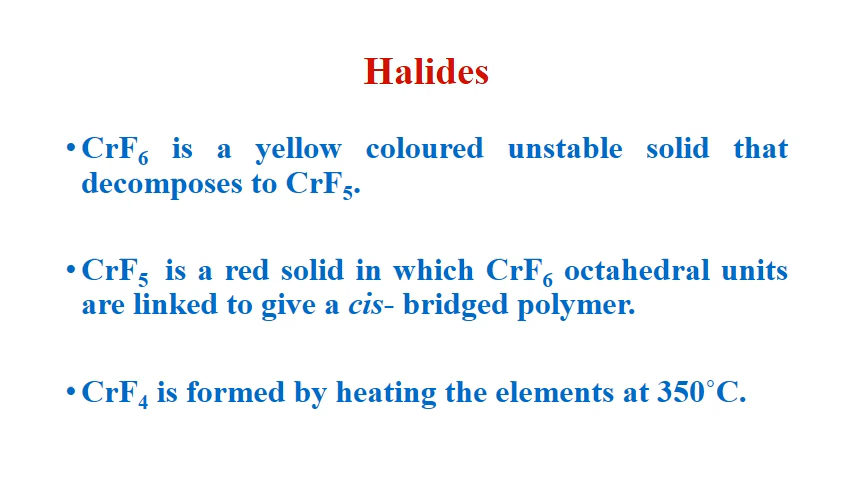 Halides
• CrF₆ is a yellow coloured unstable solid that
decomposes to CrF₅.
• CrF₅ is a red solid in which CrF₆ octahedral units
are linked to give a cis- bridged polymer.
• CrF₄ is formed by heating the elements at 350˚C.